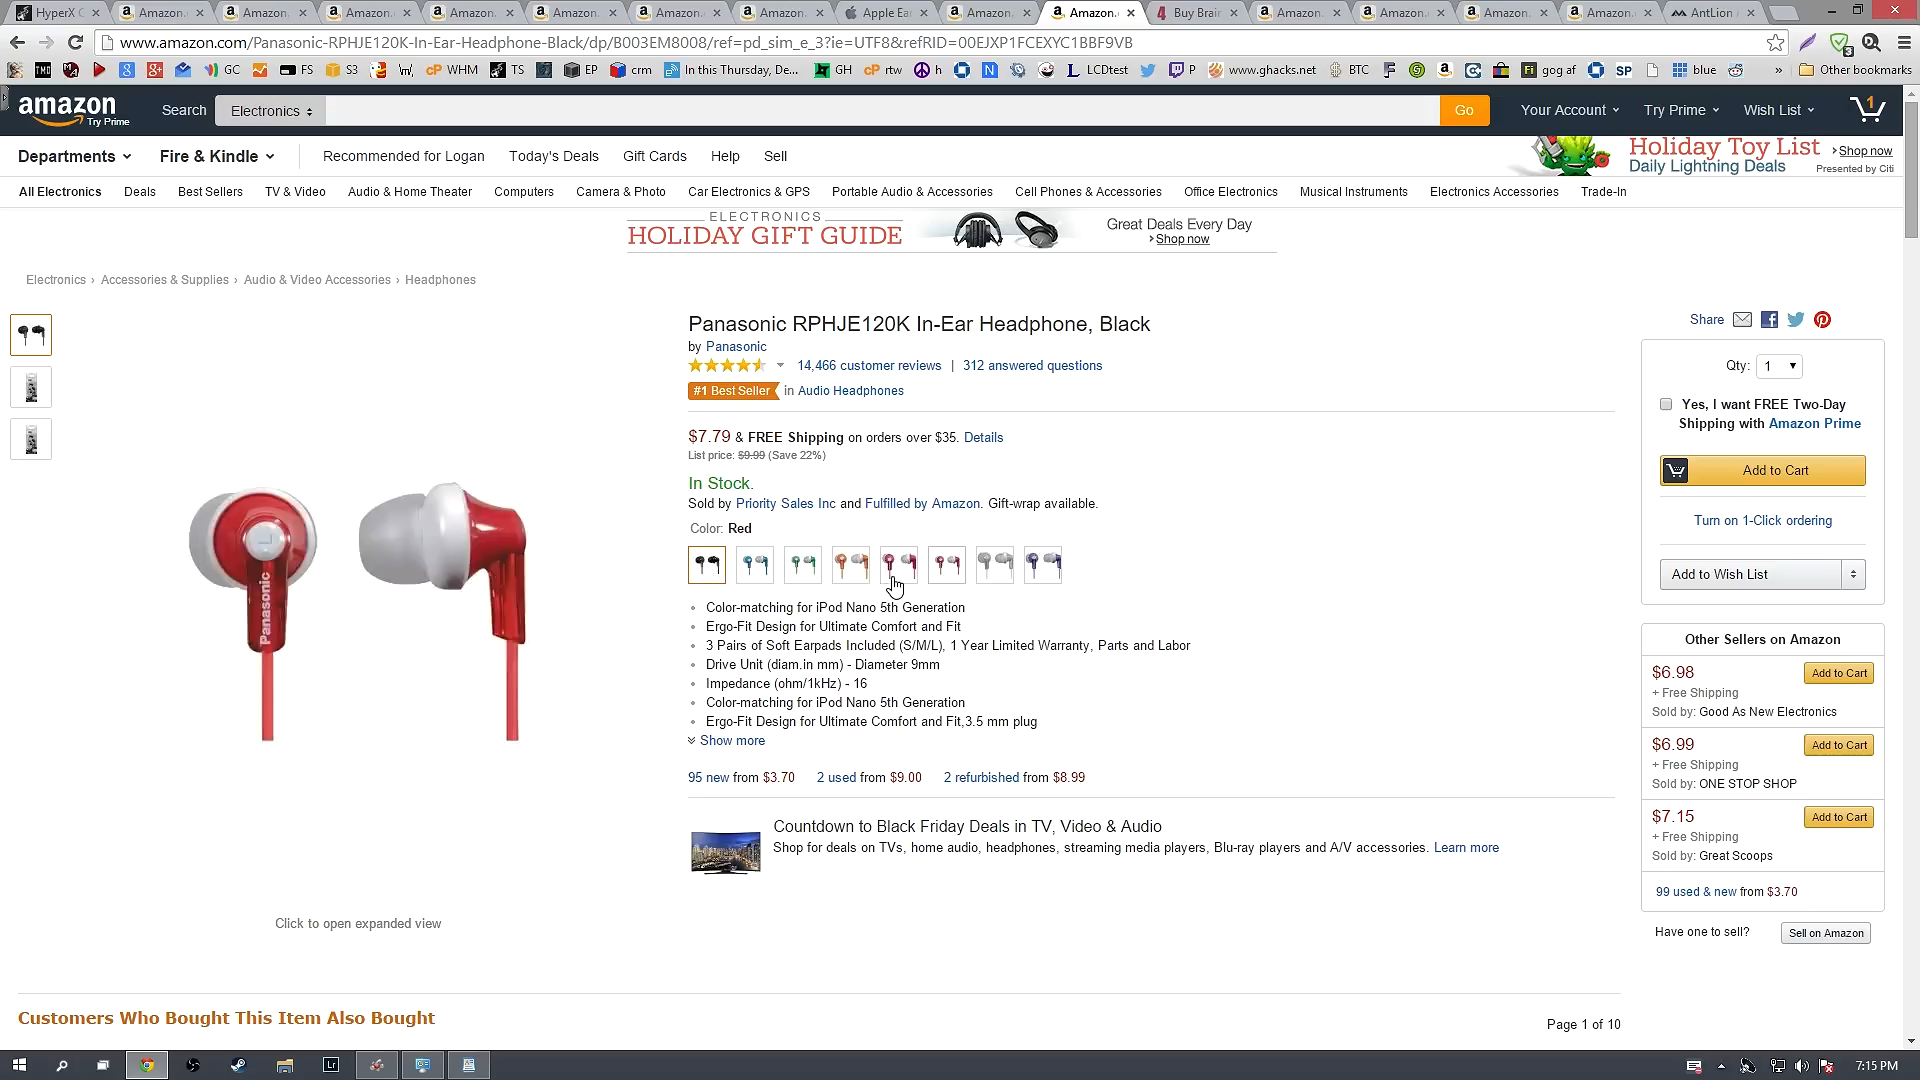 HyperX C
Amazon.
Amazon.
Amazon.
Amazon.
Amazon.
Amazon.
Amazon.
Apple Ea
Amazon.
Amazon.
Buy Brai
Amazon.
Amazon.
Amazon.
Amazon.
AntLion
www.amazon.com/Panasonic-RPHJE120K-In-Ear-Headphone-Black/dp/B003EM8008/ref=pd_sim_e_3?ie=UTF8&refRID=00EJXP1FCEXYC1BBF9VB
GC FS S3 WHM TS EP crm In this Thursday, De... GH rtw h LCDtest P www.ghacks.net BTC gog af SP blue » Other bookmarks
amazon
Try Prime
Search Electronics Go Your Account Try Prime Wish List 1
Departments Fire & Kindle Recommended for Logan Today's Deals Gift Cards Help Sell
Holiday Toy List
Daily Lightning Deals
Shop now
Presented by Citi
All Electronics Deals Best Sellers TV & Video Audio & Home Theater Computers Camera & Photo Car Electronics & GPS Portable Audio & Accessories Cell Phones & Accessories Office Electronics Musical Instruments Electronics Accessories Trade-In
ELECTRONICS
HOLIDAY GIFT GUIDE
Great Deals Every Day
Shop now
Electronics › Accessories & Supplies › Audio & Video Accessories › Headphones
Panasonic
Click to open expanded view
Panasonic RPHJE120K In-Ear Headphone, Black
by Panasonic
14,466 customer reviews | 312 answered questions
#1 Best Seller in Audio Headphones
$7.79 & FREE Shipping on orders over $35. Details
List price: $9.99 (Save 22%)
In Stock.
Sold by Priority Sales Inc and Fulfilled by Amazon. Gift-wrap available.
Color: Red
Color-matching for iPod Nano 5th Generation
Ergo-Fit Design for Ultimate Comfort and Fit
3 Pairs of Soft Earpads Included (S/M/L), 1 Year Limited Warranty, Parts and Labor
Drive Unit (diam.in mm) - Diameter 9mm
Impedance (ohm/1kHz) - 16
Color-matching for iPod Nano 5th Generation
Ergo-Fit Design for Ultimate Comfort and Fit,3.5 mm plug
Show more
95 new from $3.70 2 used from $9.00 2 refurbished from $8.99
Countdown to Black Friday Deals in TV, Video & Audio
Shop for deals on TVs, home audio, headphones, streaming media players, Blu-ray players and A/V accessories. Learn more
Share
Qty: 1
Yes, I want FREE Two-Day
Shipping with Amazon Prime
Add to Cart
Turn on 1-Click ordering
Add to Wish List
Other Sellers on Amazon
$6.98 Add to Cart
+ Free Shipping
Sold by: Good As New Electronics
$6.99 Add to Cart
+ Free Shipping
Sold by: ONE STOP SHOP
$7.15 Add to Cart
+ Free Shipping
Sold by: Great Scoops
99 used & new from $3.70
Have one to sell? Sell on Amazon
Customers Who Bought This Item Also Bought
Page 1 of 10
Lr
7:15 PM